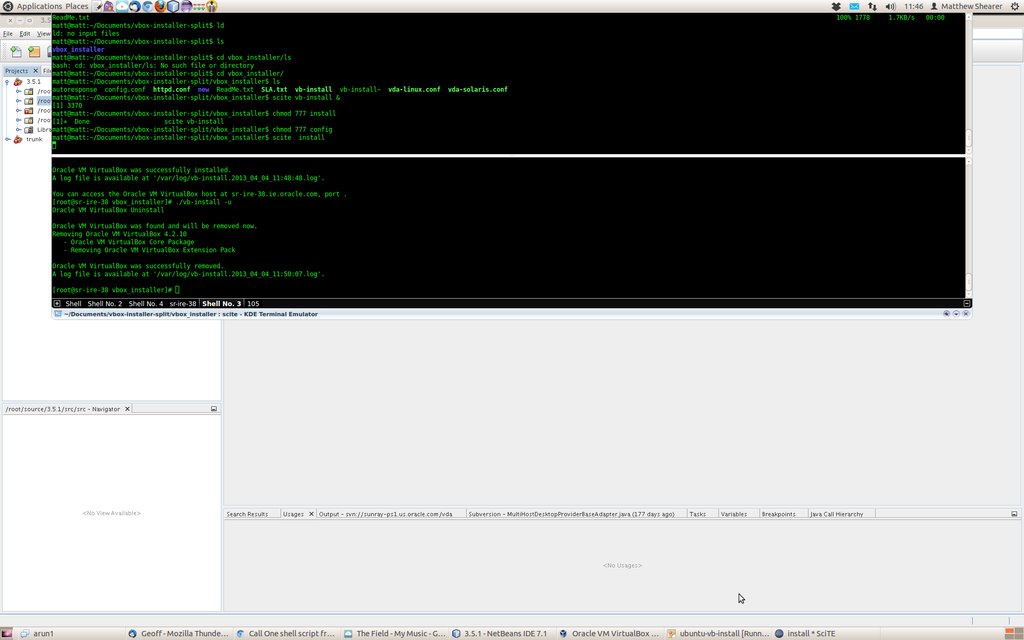 Applications Places
11:46 Matthew Shearer
ReadMe.txt 100% 1778 1.7KB/s 00:00
matt@matt:~/Documents/vbox-installer-split$ ld
ld: no input files
matt@matt:~/Documents/vbox-installer-split$ ls
vbox_installer
matt@matt:~/Documents/vbox-installer-split$ cd vbox_installer/ls
bash: cd: vbox_installer/ls: No such file or directory
matt@matt:~/Documents/vbox-installer-split$ cd vbox_installer/
matt@matt:~/Documents/vbox-installer-split/vbox_installer$ ls
autoresponse config.conf httpd.conf new ReadMe.txt SLA.txt vb-install vb-install~ vda-linux.conf vda-solaris.conf
matt@matt:~/Documents/vbox-installer-split/vbox_installer$ scite vb-install &
[1] 3370
matt@matt:~/Documents/vbox-installer-split/vbox_installer$ chmod 777 install
[1]+ Done scite vb-install
matt@matt:~/Documents/vbox-installer-split/vbox_installer$ chmod 777 config
matt@matt:~/Documents/vbox-installer-split/vbox_installer$ scite install
Oracle VM VirtualBox was successfully installed.
A log file is available at '/var/log/vb-install.2013_04_04_11:48:48.log'.
You can access the Oracle VM VirtualBox host at sr-ire-38.ie.oracle.com, port .
[root@sr-ire-38 vbox_installer]# ./vb-install -u
Oracle VM VirtualBox Uninstall
Oracle VM VirtualBox was found and will be removed now.
Removing Oracle VM VirtualBox 4.2.10
- Oracle VM VirtualBox Core Package
- Removing Oracle VM VirtualBox Extension Pack
Oracle VM VirtualBox was successfully removed.
A log file is available at '/var/log/vb-install.2013_04_04_11:50:07.log'.
[root@sr-ire-38 vbox_installer]#
Shell Shell No. 2 Shell No. 4 sr-ire-38 Shell No. 3 105
~/Documents/vbox-installer-split/vbox_installer : scite - KDE Terminal Emulator
3.5
File Edit View
Projects X
3.5.1
/roo
/roo
/roo
/roo
Libra
trunk
/root/source/3.5.1/src/src - Navigator
<No View Available>
Search Results Usages Output - svn://sunray-ps1.us.oracle.com/vda Subversion - MultiHostDesktopProviderBaseAdapter.java (177 days ago) Tasks Variables Breakpoints Java Call Hierarchy
<No Usages>
arun1 Geoff - Mozilla Thunde... Call One shell script fr... The Field - My Music - G... 3.5.1 - NetBeans IDE 7.1 Oracle VM VirtualBox ... ubuntu-vb-install [Runn... install * SciTE